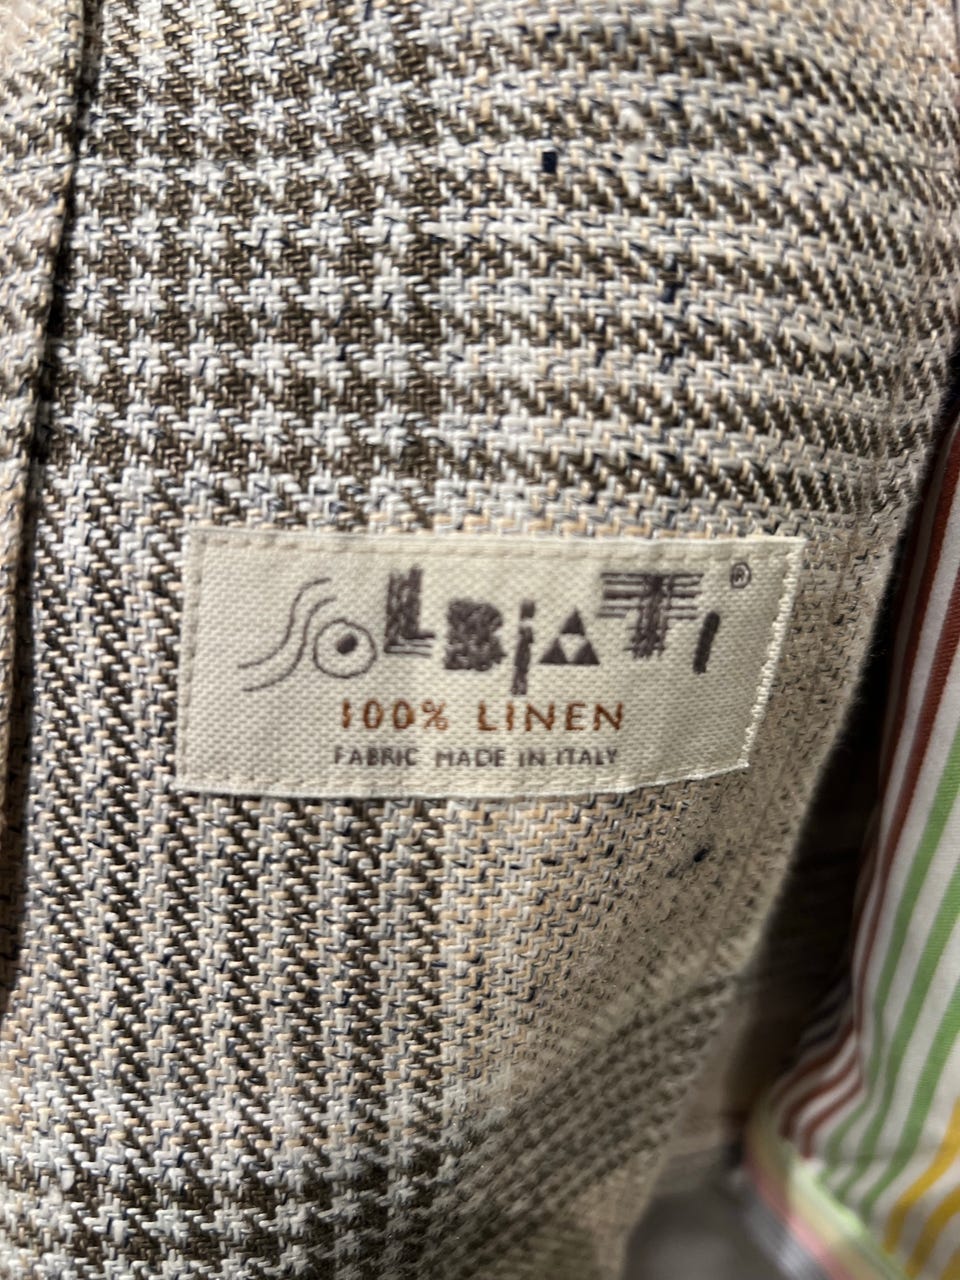 SOLBIATI®
100% LINEN
FABRIC MADE IN ITALY